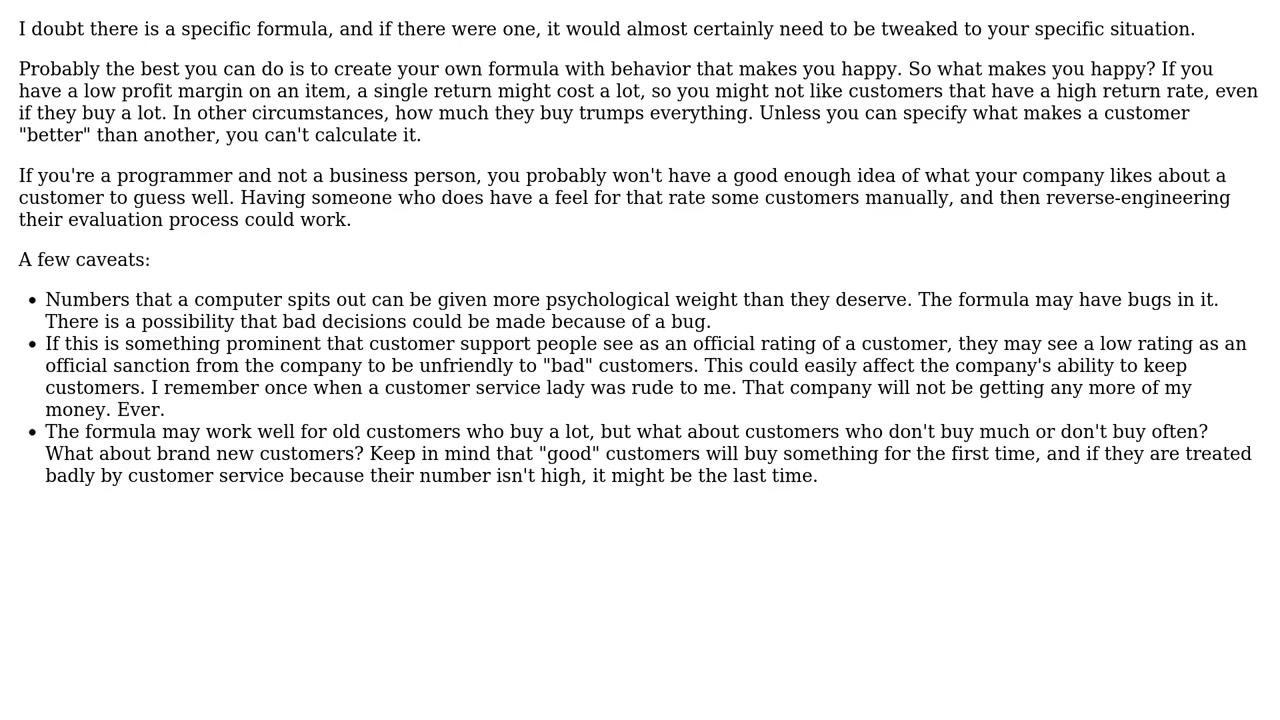 I doubt there is a specific formula, and if there were one, it would almost certainly need to be tweaked to your specific situation.
Probably the best you can do is to create your own formula with behavior that makes you happy. So what makes you happy? If you
have a low profit margin on an item, a single return might cost a lot, so you might not like customers that have a high return rate, even
if they buy a lot. In other circumstances, how much they buy trumps everything. Unless you can specify what makes a customer
"better" than another, you can't calculate it.
If you're a programmer and not a business person, you probably won't have a good enough idea of what your company likes about a
customer to guess well. Having someone who does have a feel for that rate some customers manually, and then reverse-engineering
their evaluation process could work.
A few caveats:
• Numbers that a computer spits out can be given more psychological weight than they deserve. The formula may have bugs in it.
There is a possibility that bad decisions could be made because of a bug.
• If this is something prominent that customer support people see as an official rating of a customer, they may see a low rating as an
official sanction from the company to be unfriendly to "bad" customers. This could easily affect the company's ability to keep
customers. I remember once when a customer service lady was rude to me. That company will not be getting any more of my
money. Ever.
• The formula may work well for old customers who buy a lot, but what about customers who don't buy much or don't buy often?
What about brand new customers? Keep in mind that "good" customers will buy something for the first time, and if they are treated
badly by customer service because their number isn't high, it might be the last time.